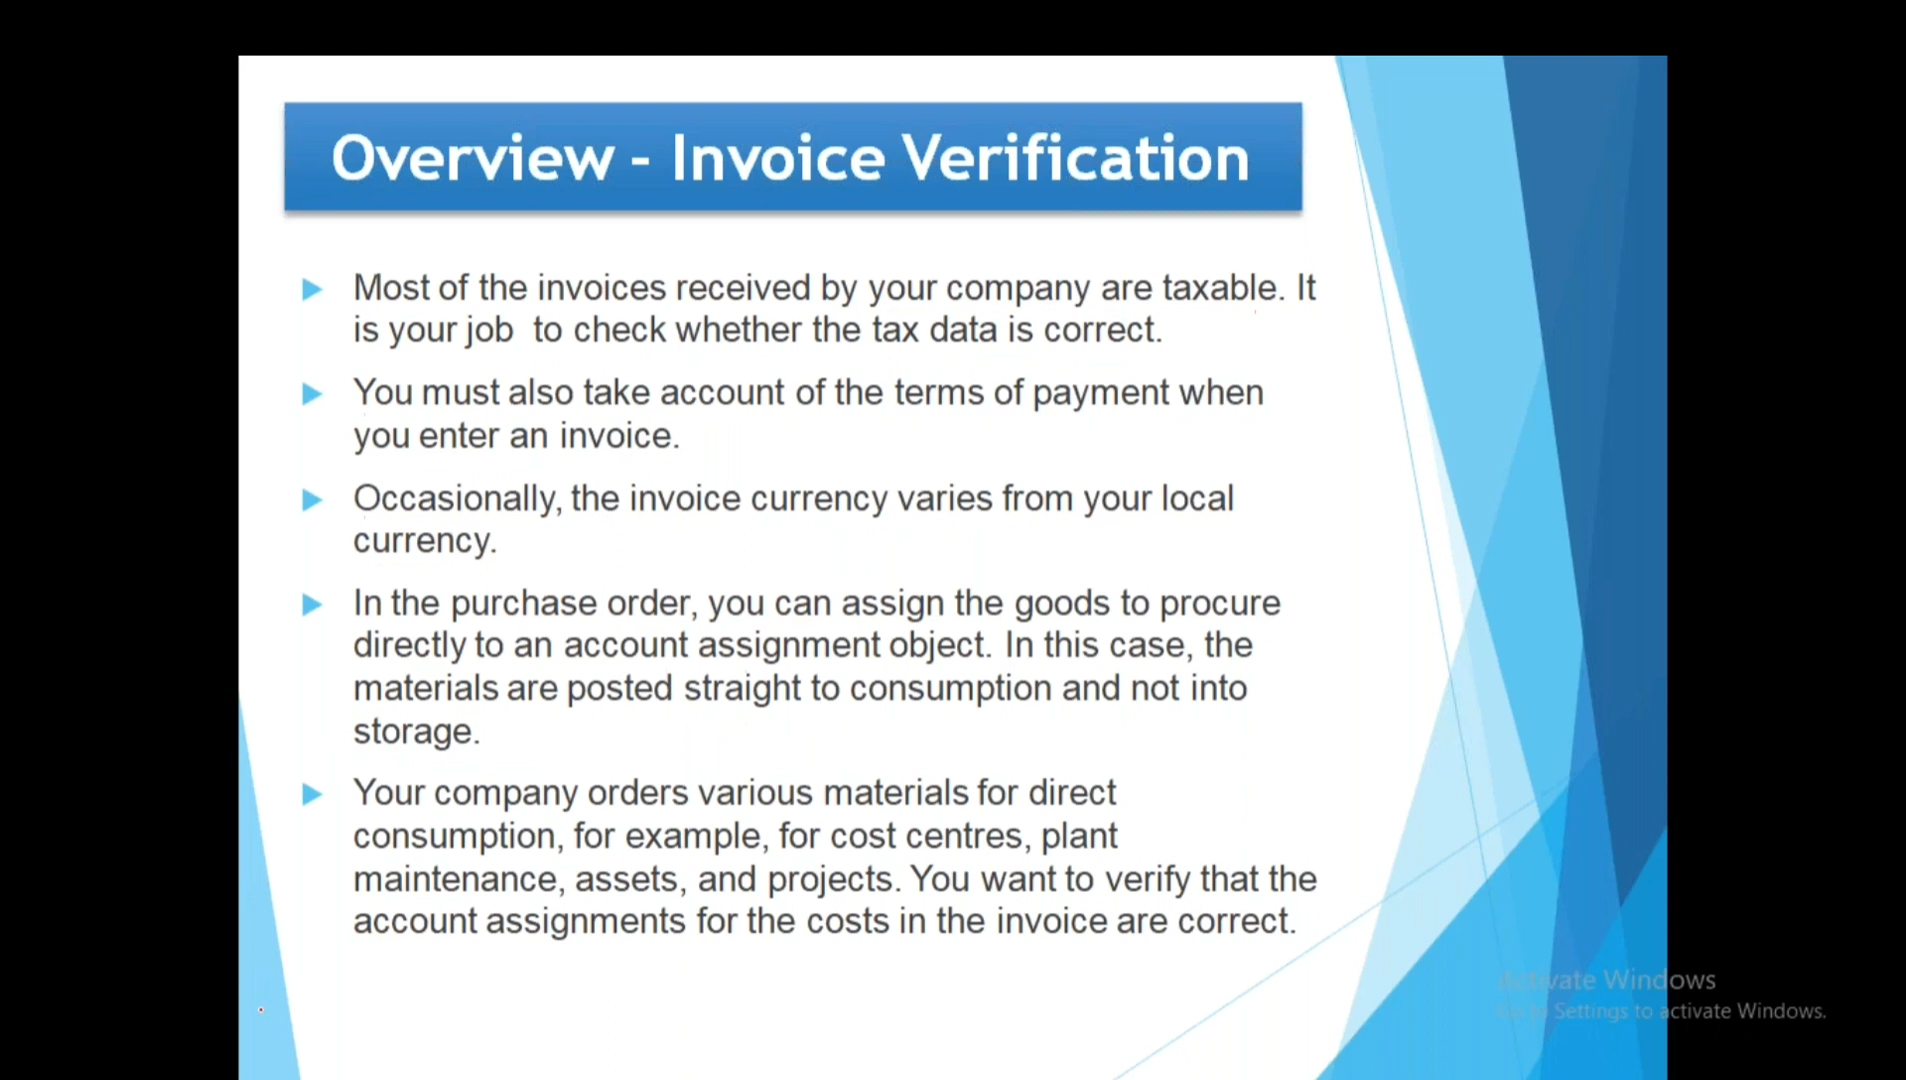 Overview - Invoice Verification
Most of the invoices received by your company are taxable. It
is your job to check whether the tax data is correct.
You must also take account of the terms of payment when
you enter an invoice.
Occasionally, the invoice currency varies from your local
currency.
In the purchase order, you can assign the goods to procure
directly to an account assignment object. In this case, the
materials are posted straight to consumption and not into
storage.
Your company orders various materials for direct
consumption, for example, for cost centres, plant
maintenance, assets, and projects. You want to verify that the
account assignments for the costs in the invoice are correct.
Activate Windows
Go to Settings to activate Windows.